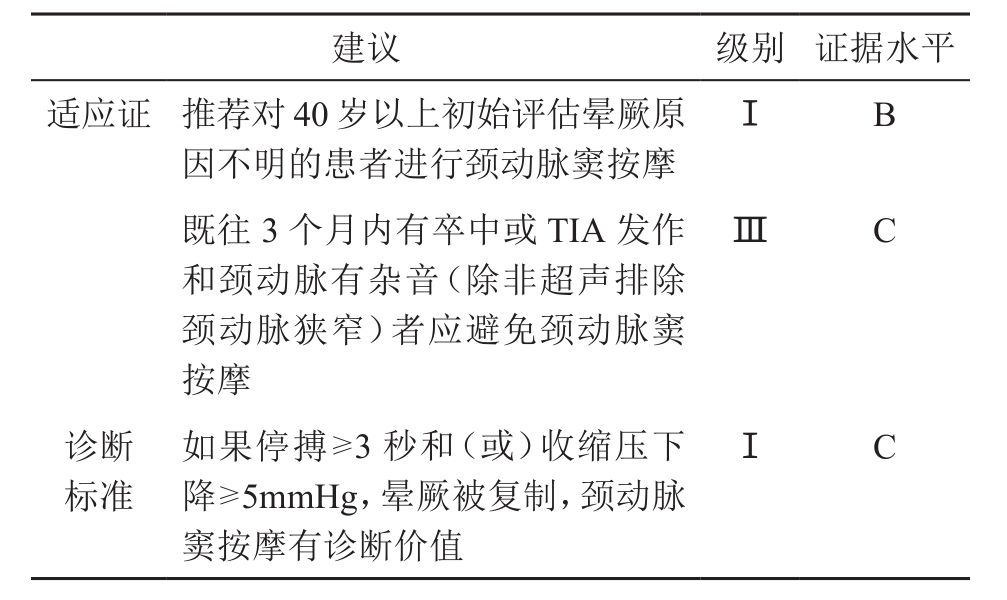 建议 级别 证据水平
适应证 推荐对 40 岁以上初始评估晕厥原 Ⅰ B
因不明的患者进行颈动脉窦按摩
既往 3 个月内有卒中或 TIA 发作 Ⅲ C
和颈动脉有杂音（除非超声排除
颈动脉狭窄）者应避免颈动脉窦
按摩
诊断 如果停搏≥3 秒和（或）收缩压下 Ⅰ C
标准 降≥5mmHg，晕厥被复制，颈动脉
窦按摩有诊断价值